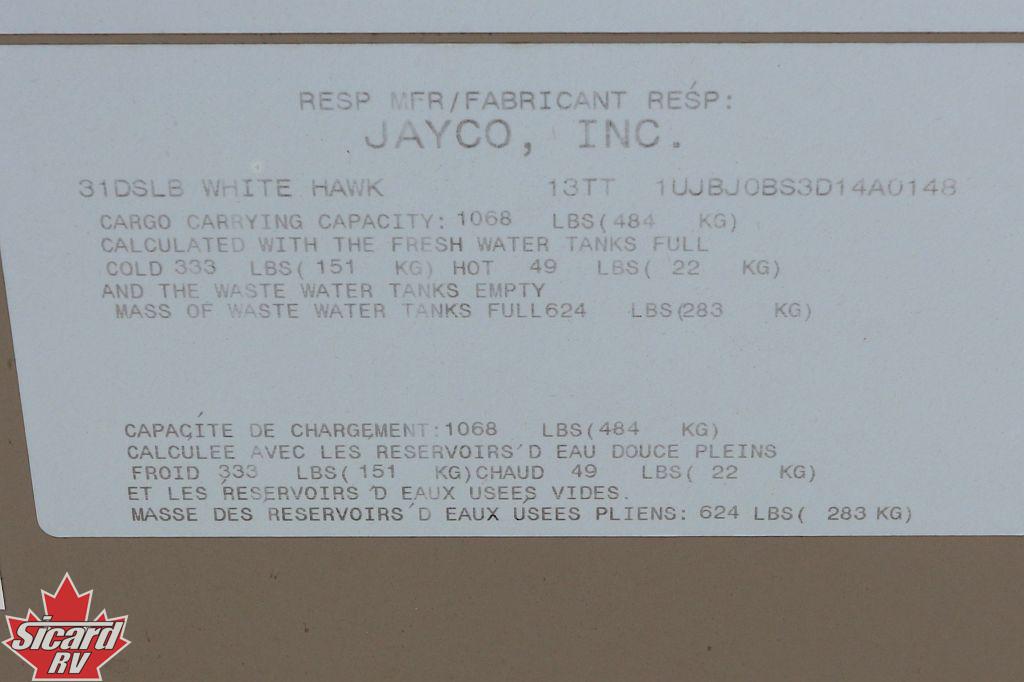 RESP MFR/FABRICANT RESP:
JAYCO, INC.
31DSLB WHITE HAWK 13TT 1UJBJ0BS3D14A0148
CARGO CARRYING CAPACITY: 1068 LBS(484 KG)
CALCULATED WITH THE FRESH WATER TANKS FULL
COLD 333 LBS( 151 KG) HOT 49 LBS( 22 KG)
AND THE WASTE WATER TANKS EMPTY
MASS OF WASTE WATER TANKS FULL624 LBS(283 KG)
CAPAÇITE DE CHARGEMENT:1068 LBS(484 KG)
CALCULEE AVEC LES RESERVOIRS'D EAU DOUCE PLEINS
FROID 333 LBS( 151 KG)CHAUD 49 LBS( 22 KG)
ET LES RESERVOIRS'D EAUX USEES VIDES.
MASSE DES RESERVOIRS'D EAUX USEES PLIENS: 624 LBS( 283 KG)
Sicard
RV